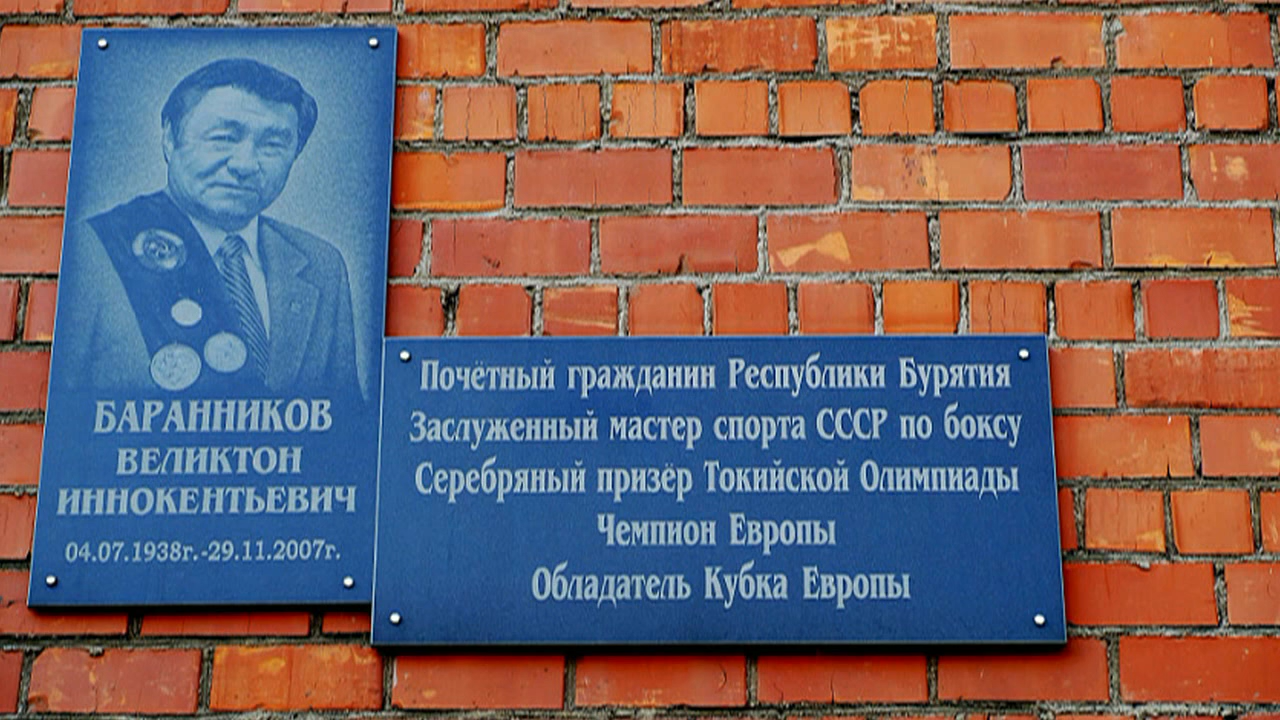 БАРАННИКОВ
ВЕЛИКТОН
ИННОКЕНТЬЕВИЧ
04.07.1938г.-29.11.2007г.
Почётный гражданин Республики Бурятия
Заслуженный мастер спорта СССР по боксу
Серебряный призёр Токийской Олимпиады
Чемпион Европы
Обладатель Кубка Европы